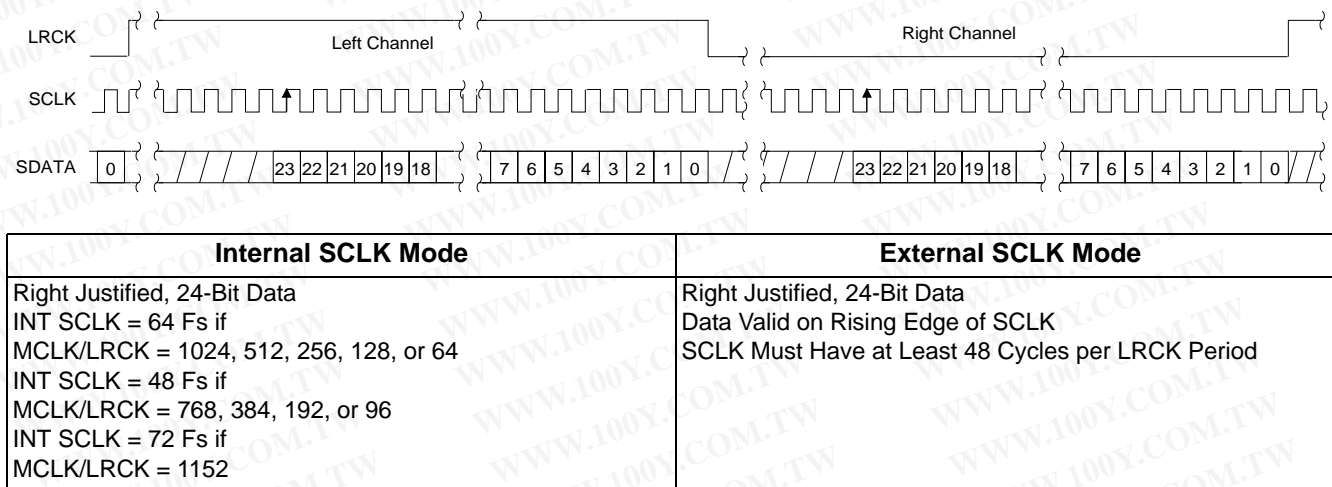 LRCK
Left Channel
Right Channel
SCLK
SDATA 0 23 22 21 20 19 18 7 6 5 4 3 2 1 0 23 22 21 20 19 18 7 6 5 4 3 2 1 0
Internal SCLK Mode
External SCLK Mode
Right Justified, 24-Bit Data
INT SCLK = 64 Fs if
MCLK/LRCK = 1024, 512, 256, 128, or 64
INT SCLK = 48 Fs if
MCLK/LRCK = 768, 384, 192, or 96
INT SCLK = 72 Fs if
MCLK/LRCK = 1152
Right Justified, 24-Bit Data
Data Valid on Rising Edge of SCLK
SCLK Must Have at Least 48 Cycles per LRCK Period
WWW.100Y.COM.TW